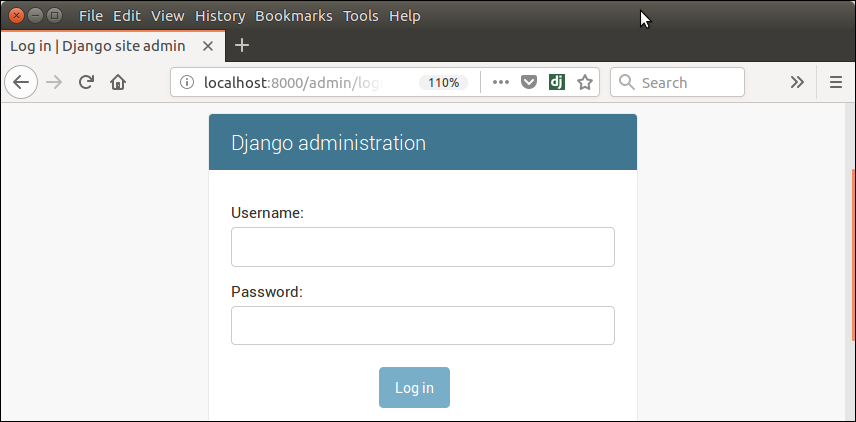 File Edit View History Bookmarks Tools Help
Log in | Django site admin
localhost:8000/admin/log
110%
dj
Search
Django administration
Username:
Password:
Log in